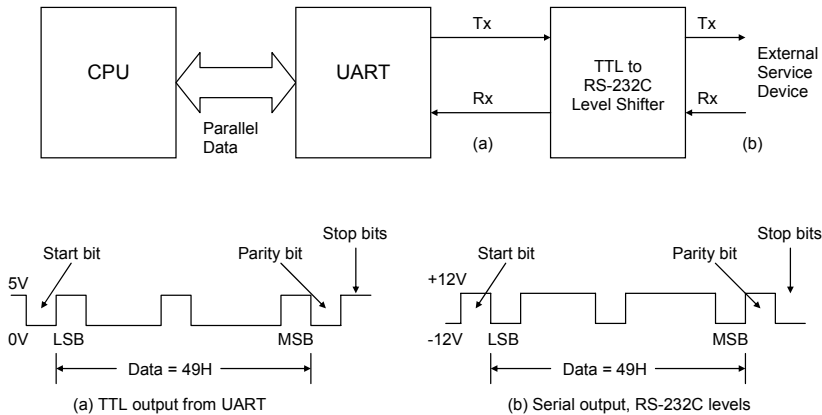 CPU
UART
Tx
Rx
Parallel
Data
(a)
TTL to
RS-232C
Level Shifter
Tx
Rx
(b)
External
Service
Device
Start bit
Parity bit
Stop bits
5V
0V
LSB
MSB
Data = 49H
(a) TTL output from UART
Start bit
Parity bit
Stop bits
+12V
-12V
LSB
MSB
Data = 49H
(b) Serial output, RS-232C levels